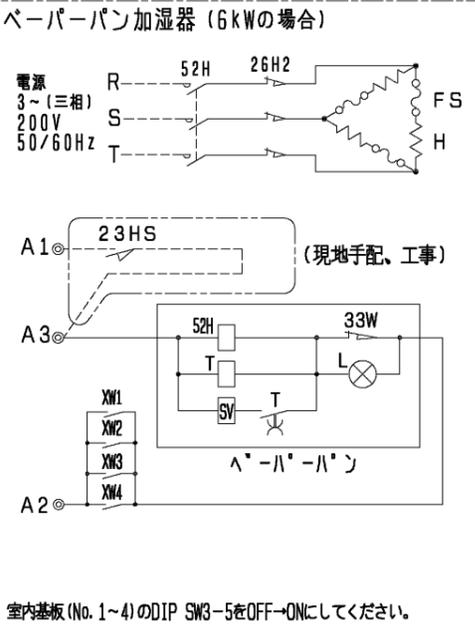 ベーパーパン加湿器(6kWの場合)
52H
26H2
電源
3~(三相)
200V
50/60Hz
R
S
T
FS
H
23HS
A1
(現地手配、工事)
A3
52H
33W
T
L
SV
T
ベーパーパン
XW1
XW2
XW3
XW4
A2
室内基板(No.1~4)のDIP SW3-5をOFF→ONにしてください。